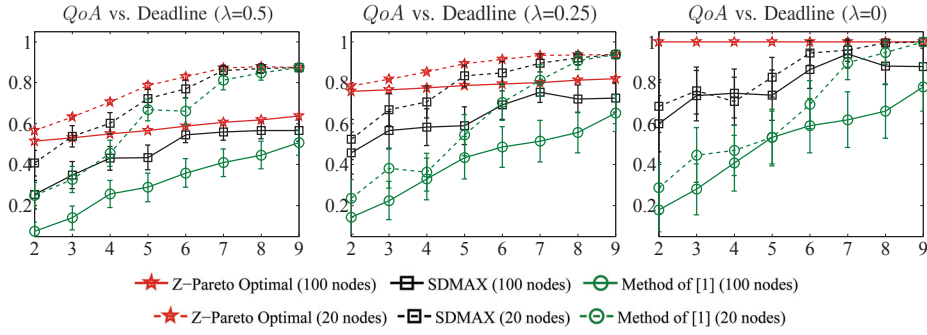 QoA vs. Deadline (λ=0.5)
QoA vs. Deadline (λ=0.25)
QoA vs. Deadline (λ=0)
1
0.8
0.6
0.4
0.2
2 3 4 5 6 7 8 9
1
0.8
0.6
0.4
0.2
2 3 4 5 6 7 8 9
1
0.8
0.6
0.4
0.2
2 3 4 5 6 7 8 9
Z−Pareto Optimal (100 nodes) SDMAX (100 nodes) Method of [1] (100 nodes)
Z−Pareto Optimal (20 nodes) SDMAX (20 nodes) Method of [1] (20 nodes)